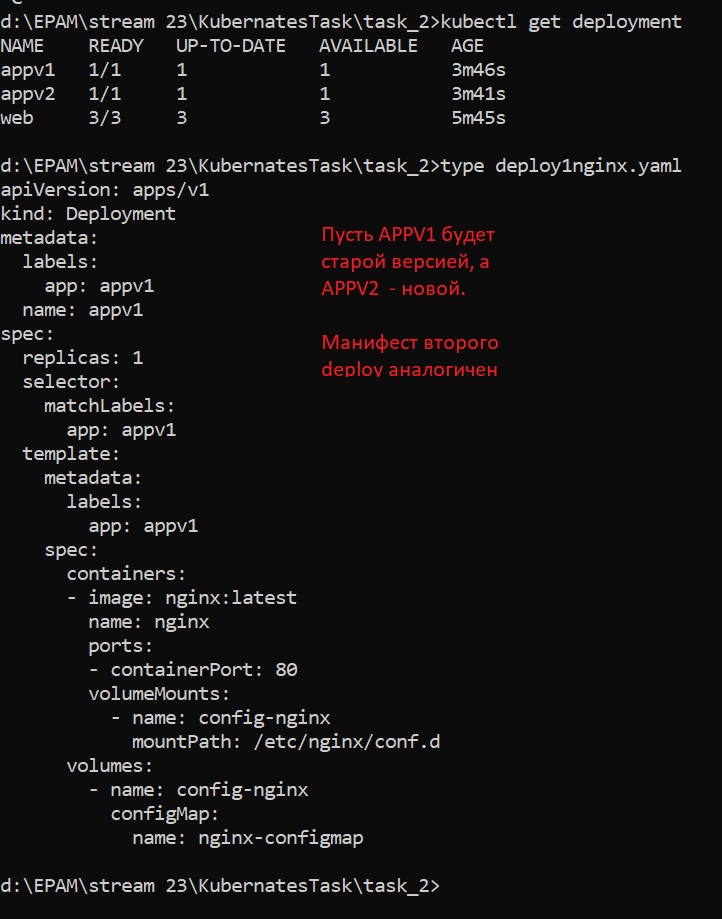 d:\EPAM\stream 23\KubernatesTask\task_2>kubectl get deployment
NAME READY UP-TO-DATE AVAILABLE AGE
appv1 1/1 1 1 3m46s
appv2 1/1 1 1 3m41s
web 3/3 3 3 5m45s
d:\EPAM\stream 23\KubernatesTask\task_2>type deploy1nginx.yaml
apiVersion: apps/v1
kind: Deployment
metadata:
  labels:
    app: appv1
  name: appv1
spec:
  replicas: 1
  selector:
    matchLabels:
      app: appv1
  template:
    metadata:
      labels:
        app: appv1
    spec:
      containers:
      - image: nginx:latest
        name: nginx
        ports:
        - containerPort: 80
        volumeMounts:
          - name: config-nginx
            mountPath: /etc/nginx/conf.d
      volumes:
        - name: config-nginx
          configMap:
            name: nginx-configmap
d:\EPAM\stream 23\KubernatesTask\task_2>
Пусть APPV1 будет
старой версией, а
APPV2 - новой.
Манифест второго
deploy аналогичен